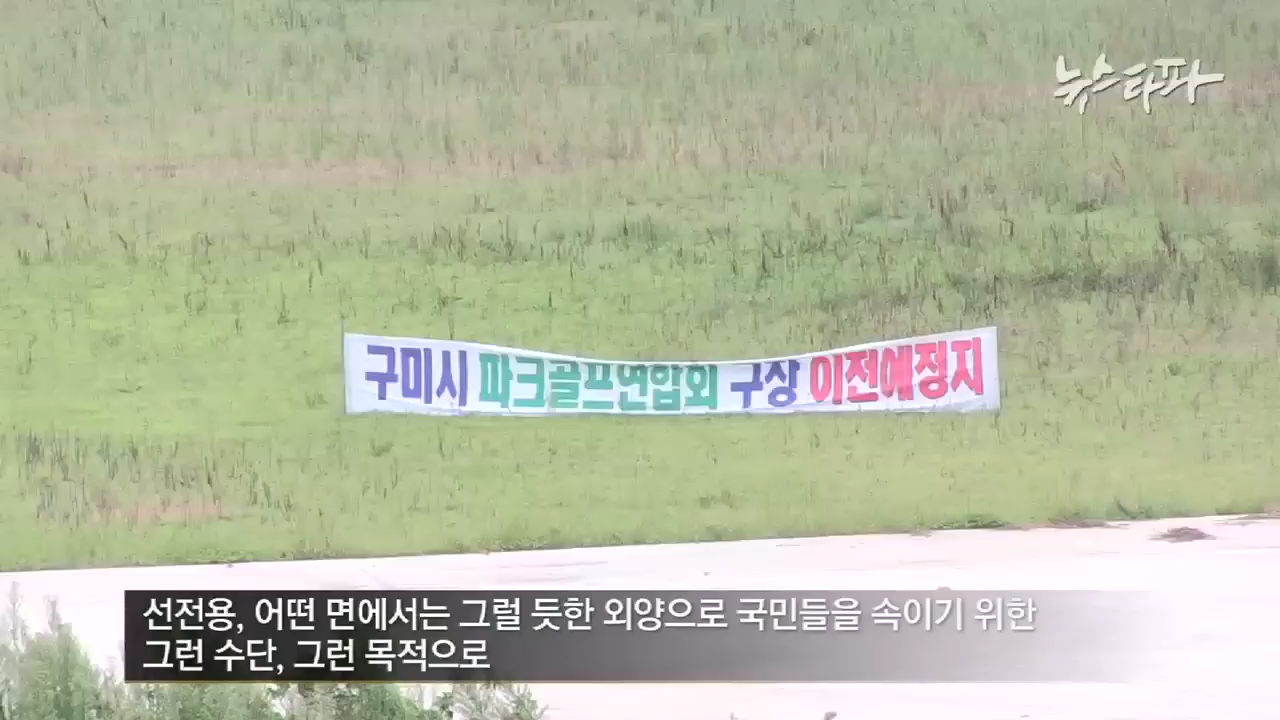 뉴스타파
구미시 파크골프연합회 구상 이전예정지
선전용, 어떤 면에서는 그럴 듯한 외양으로 국민들을 속이기 위한
그런 수단, 그런 목적으로